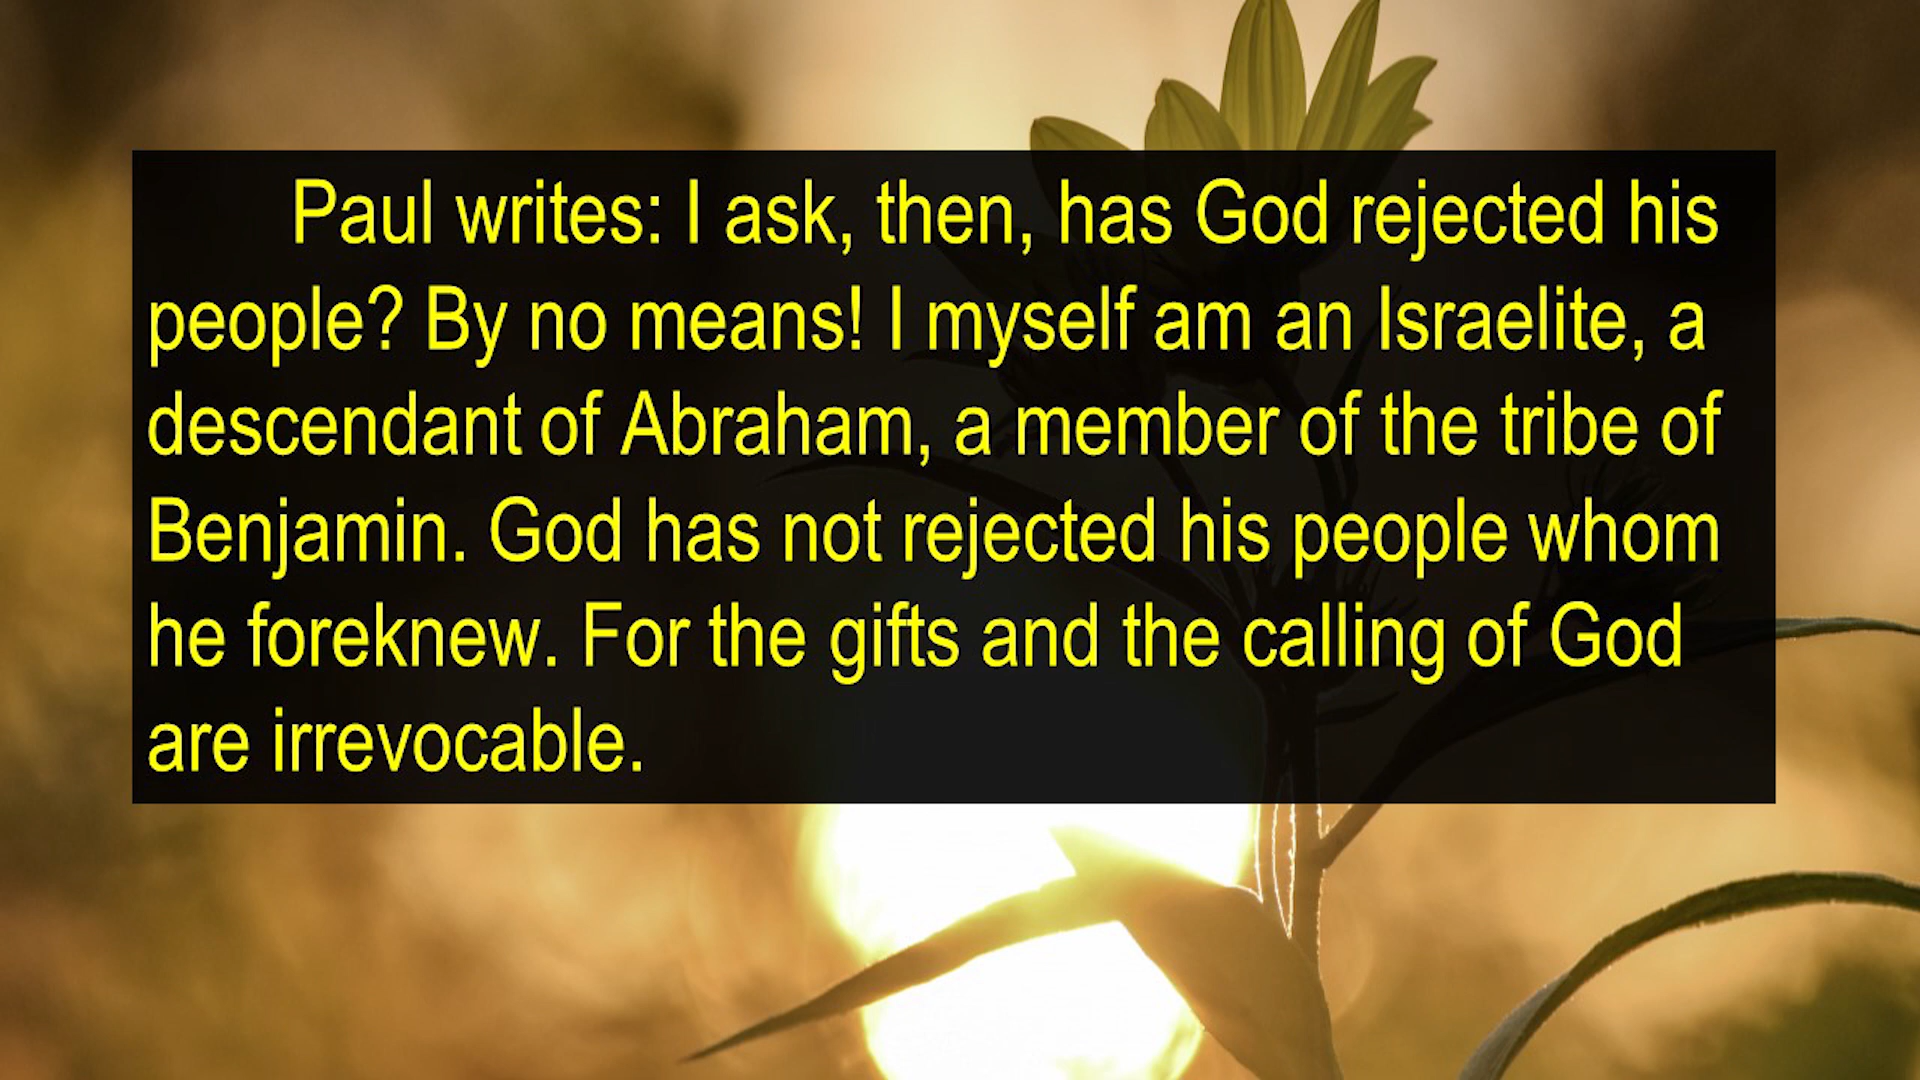 Paul writes: I ask, then, has God rejected his
people? By no means! I myself am an Israelite, a
descendant of Abraham, a member of the tribe of
Benjamin. God has not rejected his people whom
he foreknew. For the gifts and the calling of God
are irrevocable.